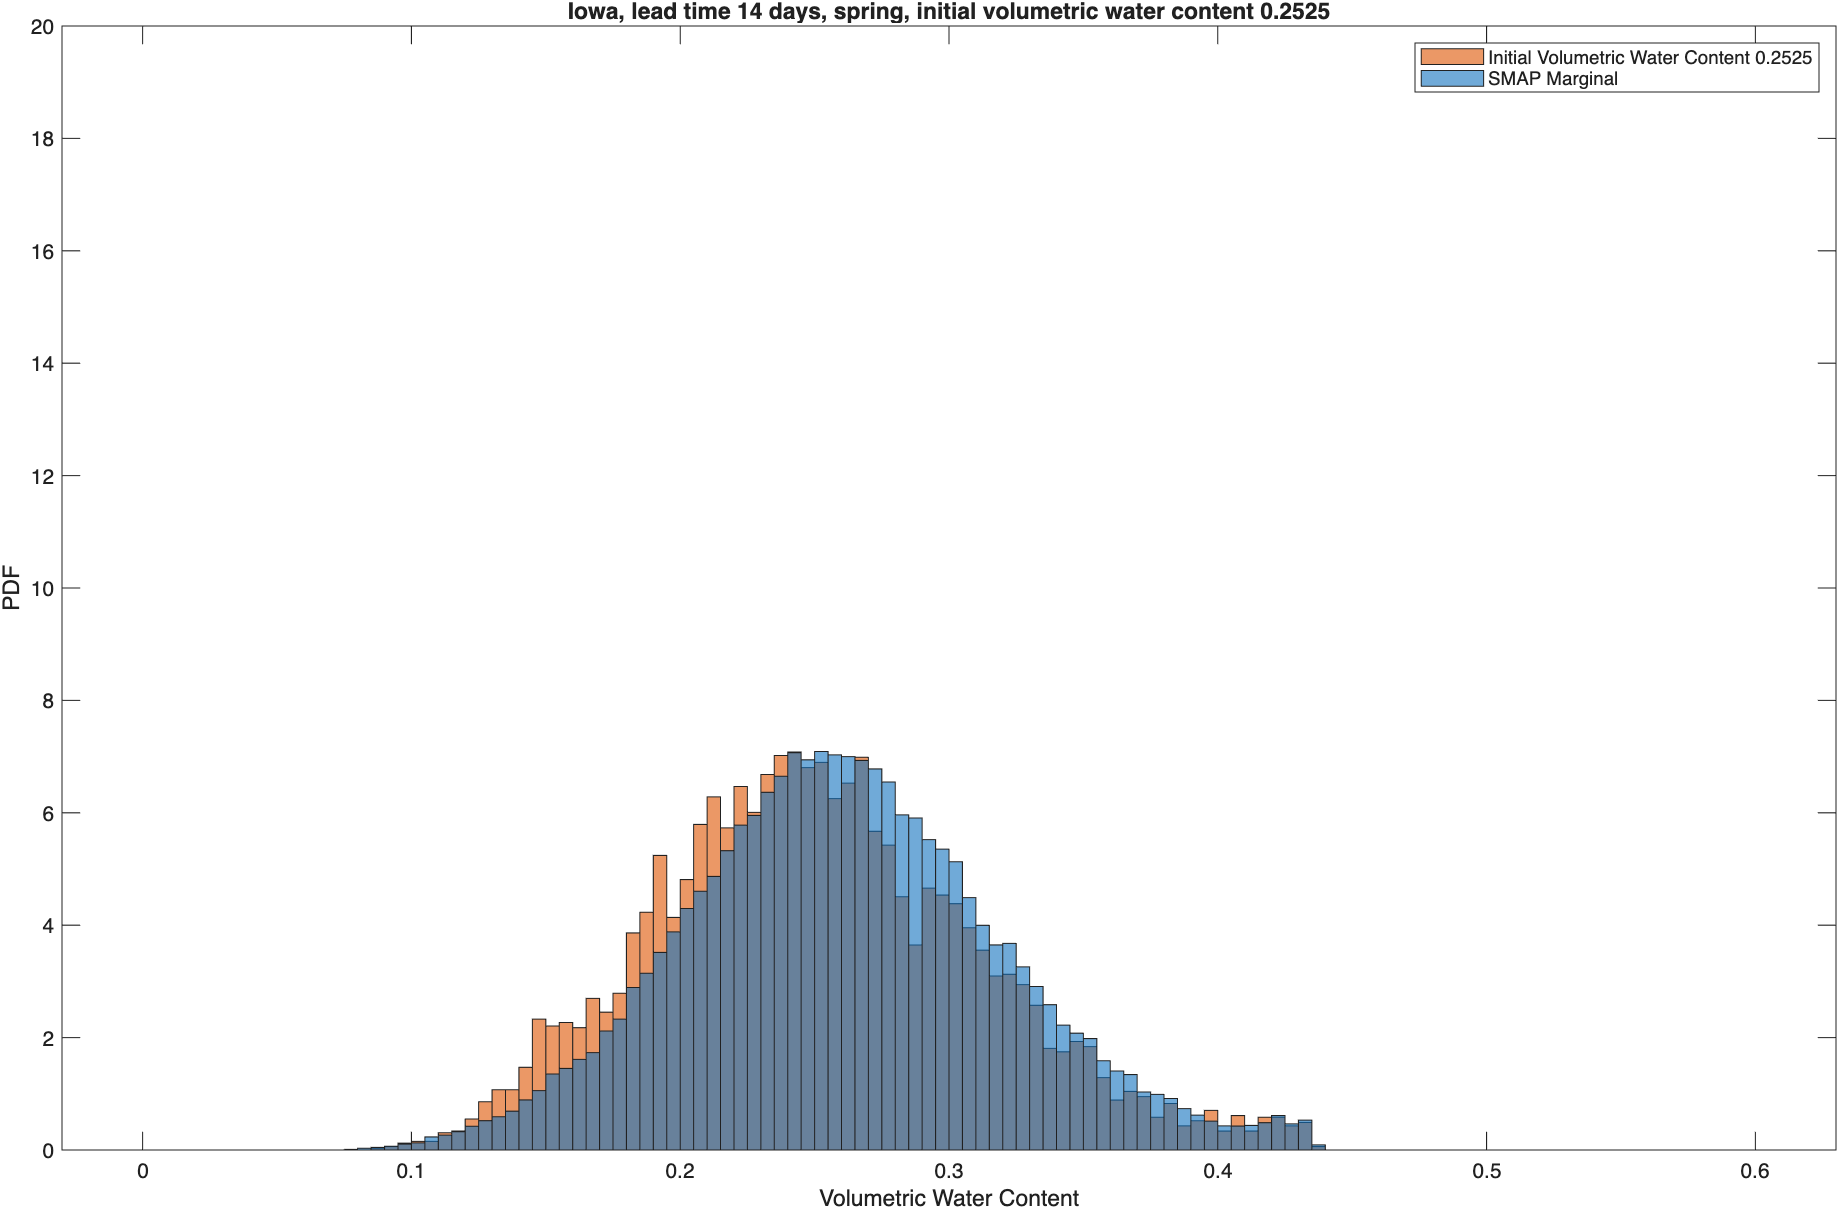 Iowa, lead time 14 days, spring, initial volumetric water content 0.2525
20
18
16
14
12
10
8
6
4
2
0
PDF
Initial Volumetric Water Content 0.2525
SMAP Marginal
0 0.1 0.2 0.3 0.4 0.5 0.6
Volumetric Water Content